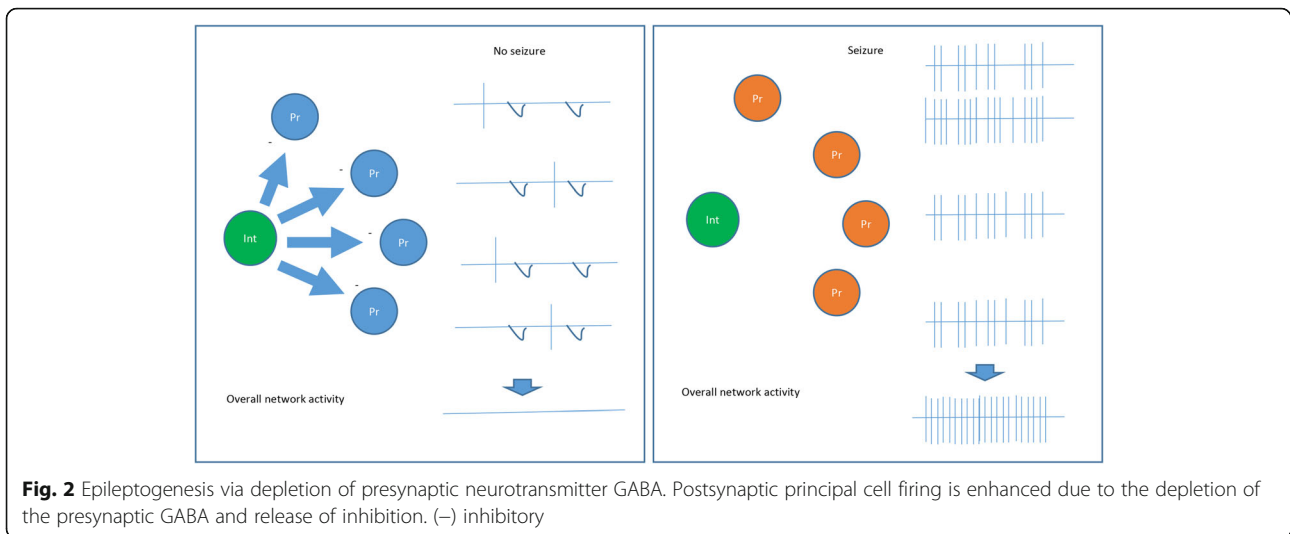 No seizure
Pr
-
Pr
-
Int
Pr
-
Pr
-
Overall network activity
Seizure
Pr
Pr
Int
Pr
Pr
Overall network activity
Fig. 2 Epileptogenesis via depletion of presynaptic neurotransmitter GABA. Postsynaptic principal cell firing is enhanced due to the depletion of
the presynaptic GABA and release of inhibition. (−) inhibitory